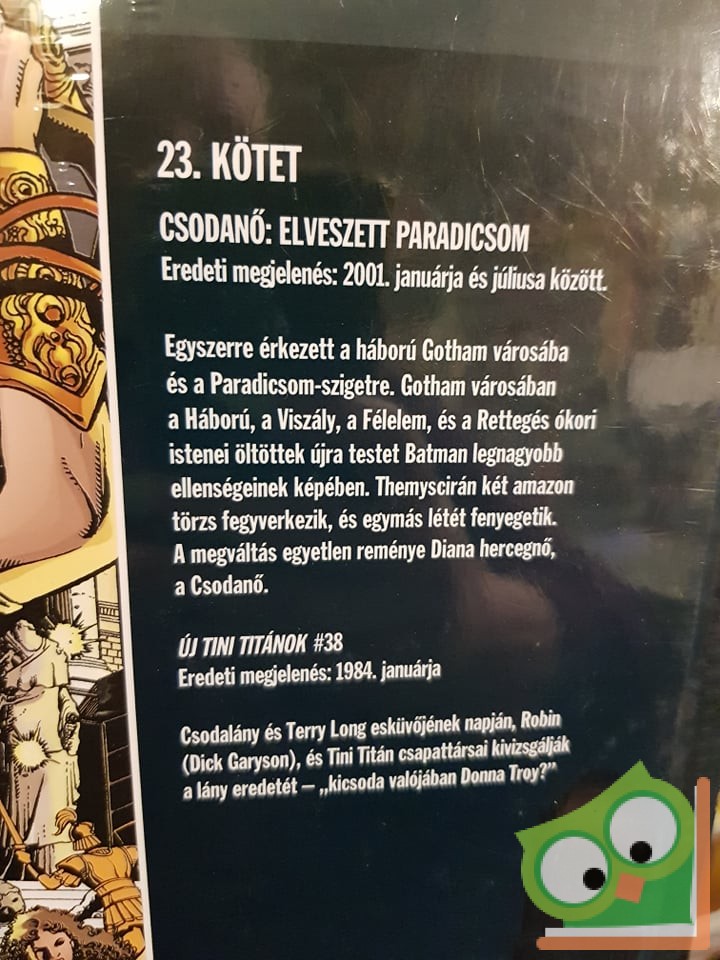 23. KÖTET
CSODANŐ: ELVESZETT PARADICSOM
Eredeti megjelenés: 2001. januárja és júliusa között.
Egyszerre érkezett a háború Gotham városába
és a Paradicsom-szigetre. Gotham városában
a Háború, a Viszály, a Félelem, és a Rettegés ókori
istenei öltöttek újra testet Batman legnagyobb
ellenségeinek képében. Themyscirán két amazon
törzs fegyverkezik, és egymás létét fenyegetik.
A megváltás egyetlen reménye Diana hercegnő,
a Csodanő.
ÚJ TINI TITÁNOK #38
Eredeti megjelenés: 1984. januárja
Csodalány és Terry Long esküvőjének napján, Robin
(Dick Garyson), és Tini Titán csapattársai kivizsgálják
a lány eredetét – „kicsoda valójában Donna Troy?”